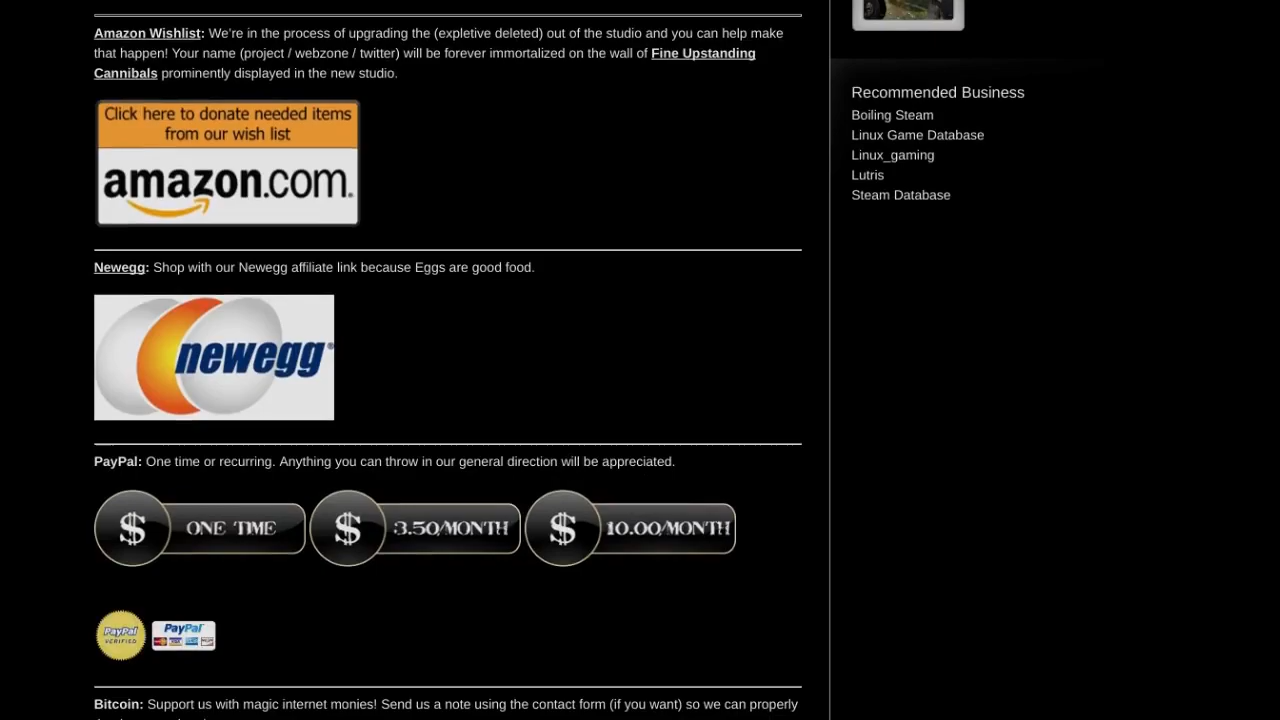 Amazon Wishlist: We're in the process of upgrading the (expletive deleted) out of the studio and you can help make
that happen! Your name (project / webzone / twitter) will be forever immortalized on the wall of Fine Upstanding
Cannibals prominently displayed in the new studio.
Click here to donate needed items
from our wish list
amazon.com.
Newegg: Shop with our Newegg affiliate link because Eggs are good food.
newegg®
PayPal: One time or recurring. Anything you can throw in our general direction will be appreciated.
$ ONE TIME $ 3.50/MONTH $ 10.00/MONTH
PayPal VERIFIED PayPal
Bitcoin: Support us with magic internet monies! Send us a note using the contact form (if you want) so we can properly
Recommended Business
Boiling Steam
Linux Game Database
Linux_gaming
Lutris
Steam Database